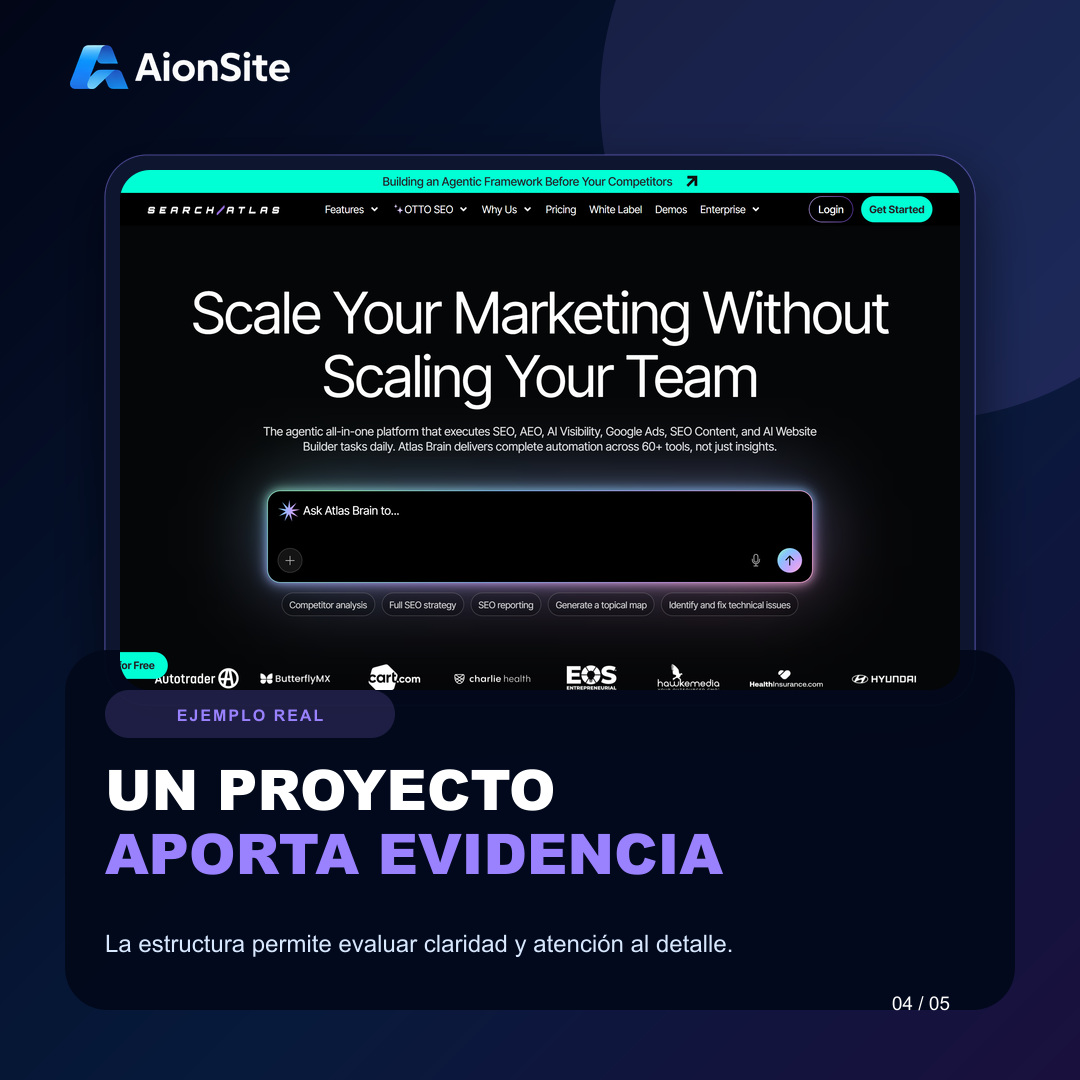 AionSite
Building an Agentic Framework Before Your Competitors
SEARCH/ATLAS Features OTTO SEO Why Us Pricing White Label Demos Enterprise Login Get Started
Scale Your Marketing Without
Scaling Your Team
The agentic all-in-one platform that executes SEO, AEO, AI Visibility, Google Ads, SEO Content, and AI Website
Builder tasks daily. Atlas Brain delivers complete automation across 60+ tools, not just insights.
Ask Atlas Brain to...
Competitor analysis Full SEO strategy SEO reporting Generate a topical map Identify and fix technical issues
for Free
Autotrader ButterflyMX cart.com charlie health EOS ENTREPRENEURIAL hawkemedia HealthInsurance.com HYUNDAI
EJEMPLO REAL
UN PROYECTO
APORTA EVIDENCIA
La estructura permite evaluar claridad y atención al detalle.
04 / 05